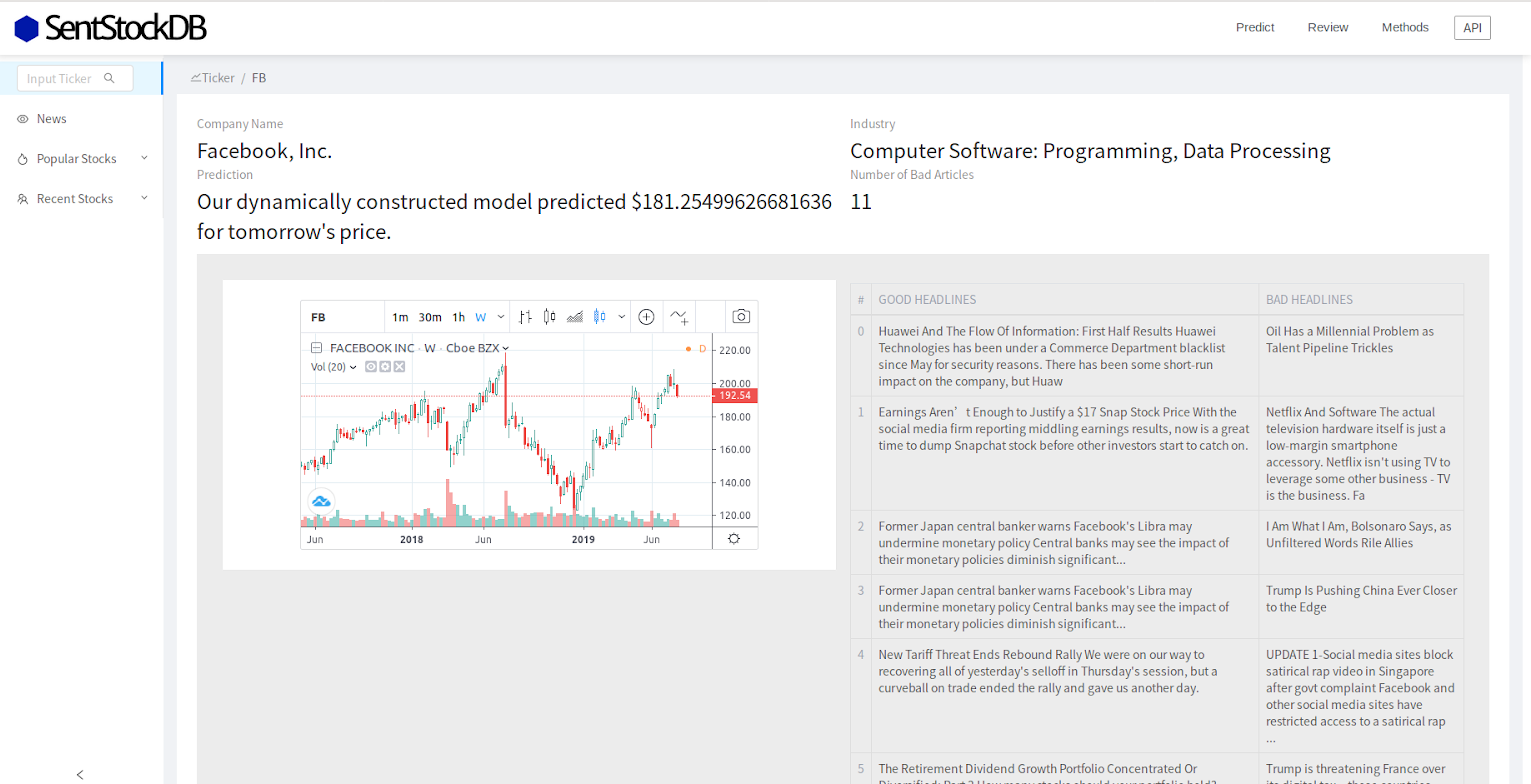 SentStockDB
Predict
Review
Methods
API
Input Ticker
News
Popular Stocks
Recent Stocks
Ticker / FB
Company Name
Facebook, Inc.
Prediction
Our dynamically constructed model predicted $181.25499626681636
for tomorrow's price.
Industry
Computer Software: Programming, Data Processing
Number of Bad Articles
11
FB
1m 30m 1h W
FACEBOOK INC · W · Cboe BZX
D
Vol (20)
220.00
200.00
192.54
180.00
160.00
140.00
120.00
Jun 2018 Jun 2019 Jun
# GOOD HEADLINES BAD HEADLINES
0
Huawei And The Flow Of Information: First Half Results Huawei
Technologies has been under a Commerce Department blacklist
since May for security reasons. There has been some short-run
impact on the company, but Huaw
Oil Has a Millennial Problem as
Talent Pipeline Trickles
1
Earnings Aren’t Enough to Justify a $17 Snap Stock Price With the
social media firm reporting middling earnings results, now is a great
time to dump Snapchat stock before other investors start to catch on.
Netflix And Software The actual
television hardware itself is just a
low-margin smartphone
accessory. Netflix isn't using TV to
leverage some other business - TV
is the business. Fa
2
Former Japan central banker warns Facebook's Libra may
undermine monetary policy Central banks may see the impact of
their monetary policies diminish significant...
I Am What I Am, Bolsonaro Says, as
Unfiltered Words Rile Allies
3
Former Japan central banker warns Facebook's Libra may
undermine monetary policy Central banks may see the impact of
their monetary policies diminish significant...
Trump Is Pushing China Ever Closer
to the Edge
4
New Tariff Threat Ends Rebound Rally We were on our way to
recovering all of yesterday's selloff in Thursday's session, but a
curveball on trade ended the rally and gave us another day.
UPDATE 1-Social media sites block
satirical rap video in Singapore
after govt complaint Facebook and
other social media sites have
restricted access to a satirical rap
...
5
The Retirement Dividend Growth Portfolio Concentrated Or
Diversified: Part 2 How many stocks should your portfolio hold?
Trump is threatening France over
its digital tax - these countries